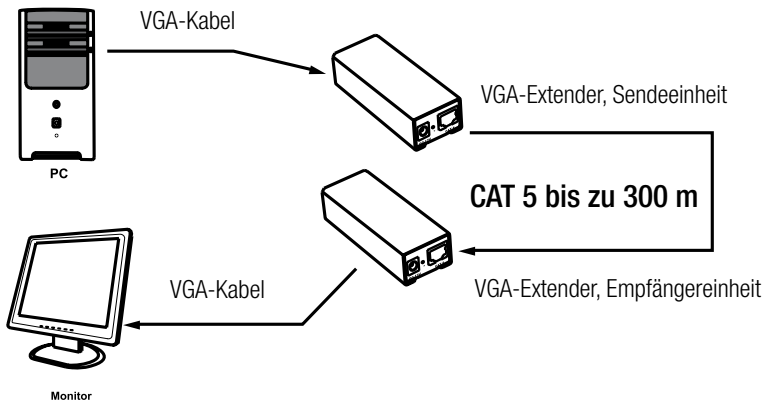 VGA-Kabel
VGA-Extender, Sendeeinheit
PC
CAT 5 bis zu 300 m
VGA-Kabel
VGA-Extender, Empfängereinheit
Monitor